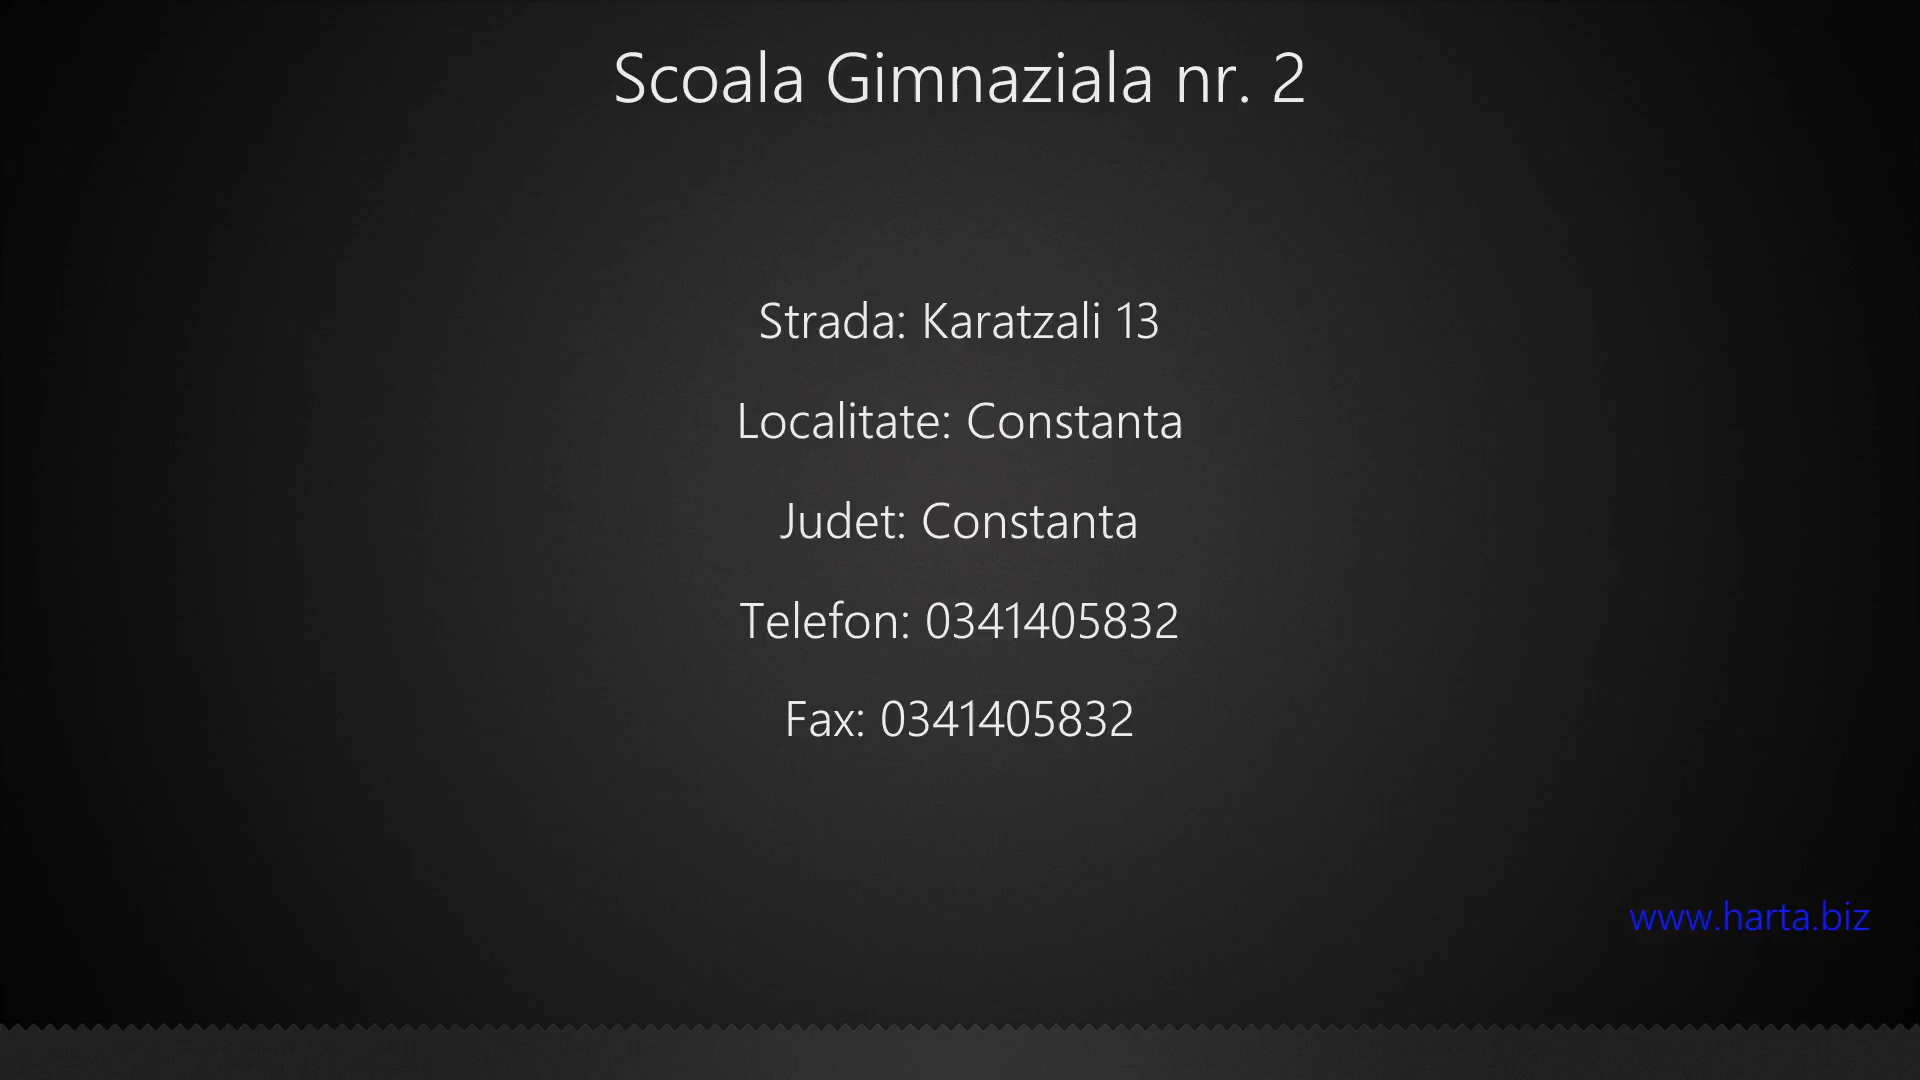 Scoala Gimnaziala nr. 2
Strada: Karatzali 13
Localitate: Constanta
Judet: Constanta
Telefon: 0341405832
Fax: 0341405832
www.harta.biz